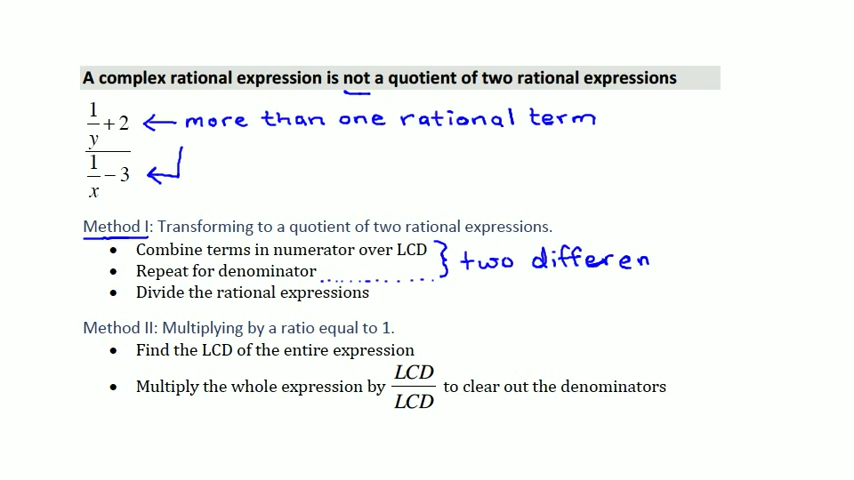 A complex rational expression is not a quotient of two rational expressions
1/y + 2 ← more than one rational term
1/x − 3 ←
Method I: Transforming to a quotient of two rational expressions.
• Combine terms in numerator over LCD } two differen
• Repeat for denominator
• Divide the rational expressions
Method II: Multiplying by a ratio equal to 1.
• Find the LCD of the entire expression
• Multiply the whole expression by LCD/LCD to clear out the denominators